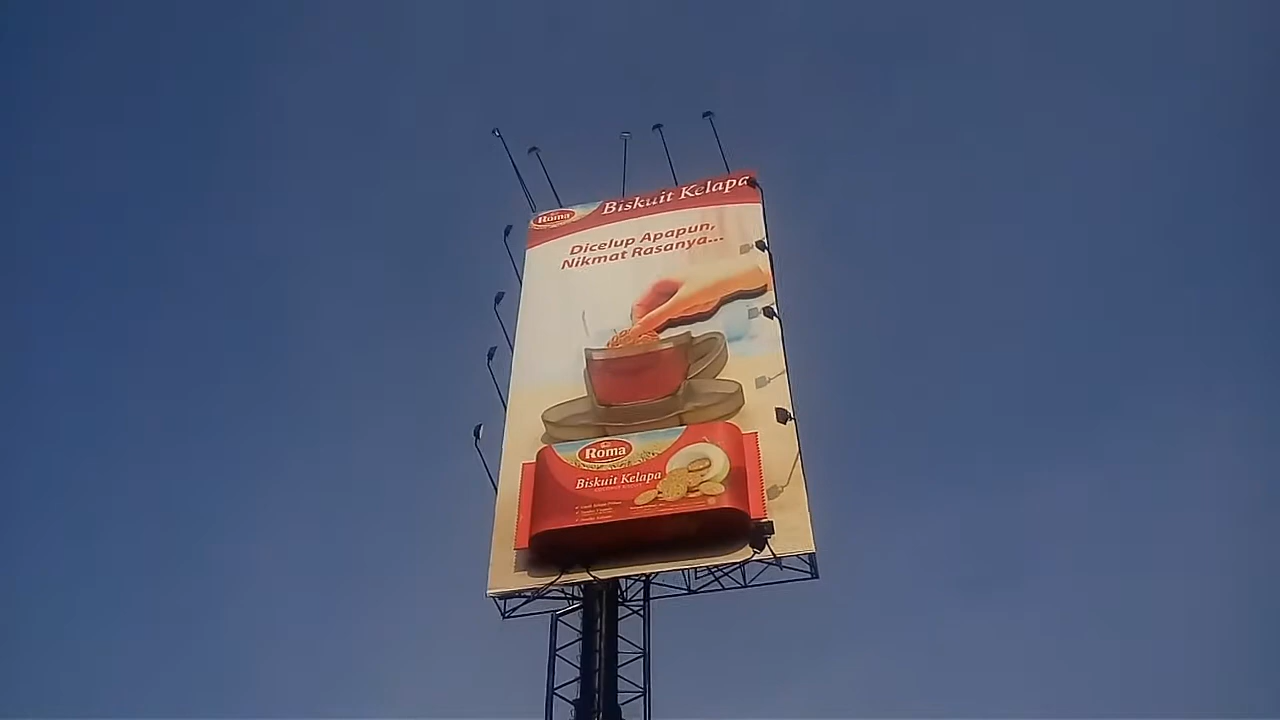 Roma
Biskuit Kelapa
Dicelup Apapun,
Nikmat Rasanya...
Roma
Biskuit Kelapa